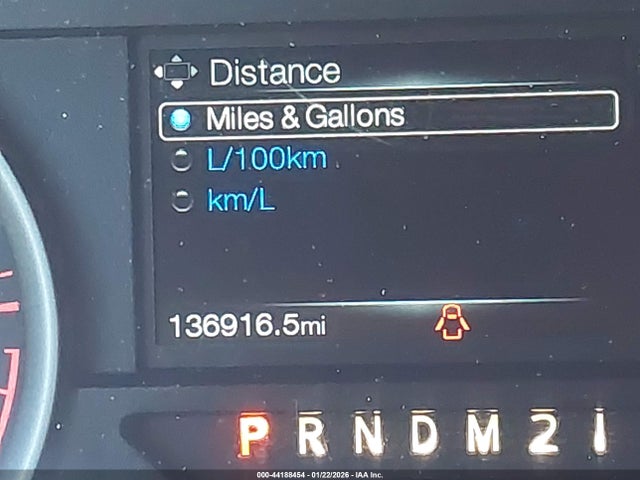 Distance
Miles & Gallons
L/100km
km/L
136916.5mi
P R N D M 2 1
000-44188454 - 01/22/2026 - IAA Inc.